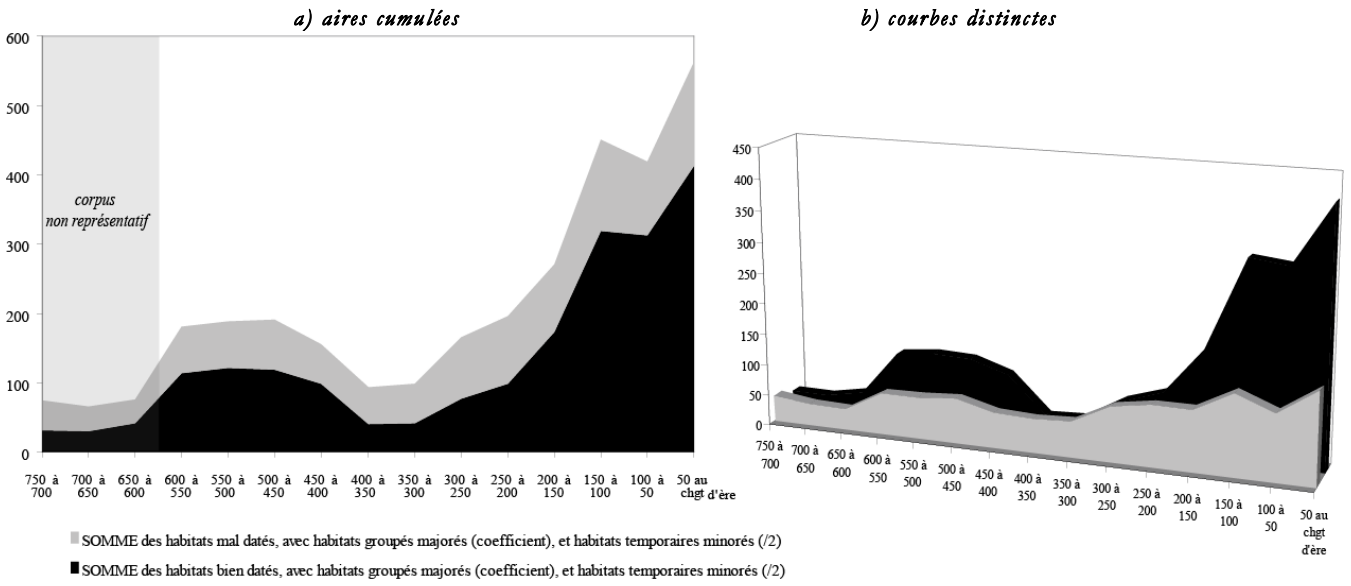 a) aires cumulées
600
500
400
300
200
100
0
corpus
non représentatif
750 à
700
700 à
650
650 à
600
600 à
550
550 à
500
500 à
450
450 à
400
400 à
350
350 à
300
300 à
250
250 à
200
200 à
150
150 à
100
100 à
50
50 au
chgt d'ère
b) courbes distinctes
450
400
350
300
250
200
150
100
50
0
750 à
700
700 à
650
650 à
600
600 à
550
550 à
500
500 à
450
450 à
400
400 à
350
350 à
300
300 à
250
250 à
200
200 à
150
150 à
100
100 à
50
50 au
chgt
d'ère
SOMME des habitats mal datés, avec habitats groupés majorés (coefficient), et habitats temporaires minorés (/2)
SOMME des habitats bien datés, avec habitats groupés majorés (coefficient), et habitats temporaires minorés (/2)